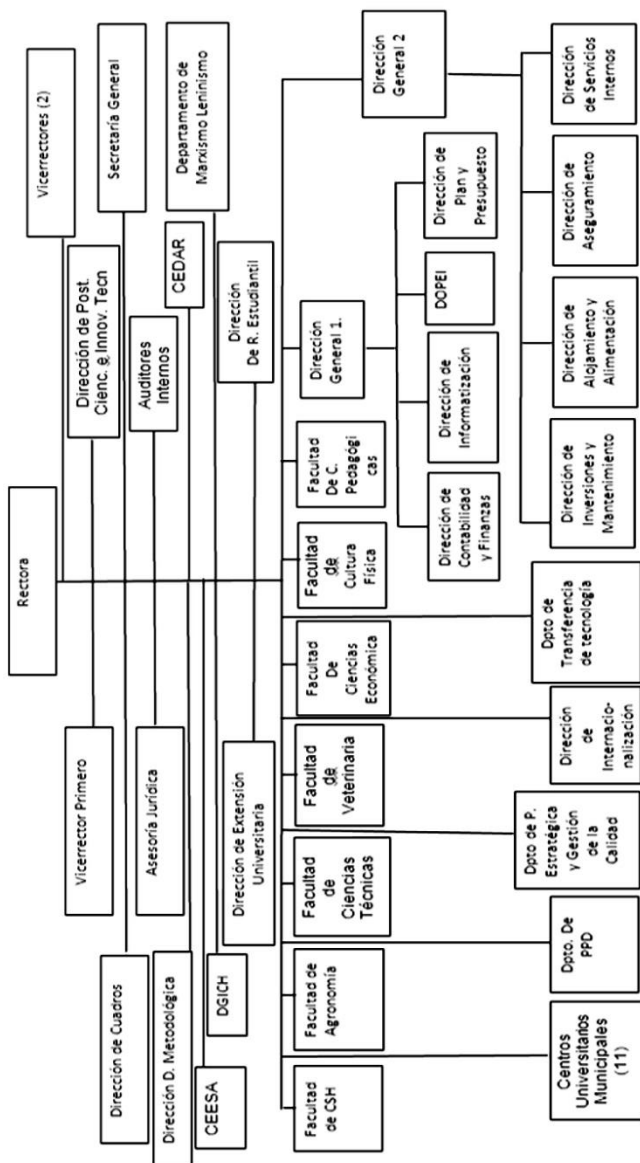 Rectora
Vicerrectores (2)
Vicerrector Primero
Dirección de Post.
Cienc. e Innov. Tecn
Dirección de Cuadros
Secretaría General
Asesoría Jurídica
Auditores
Internos
Dirección D. Metodológica
CEDAR
DGICH
Departamento de
Marxismo Leninismo
CEESA
Dirección de Extensión
Universitaria
Dirección
De R. Estudiantil
Facultad
de CSH
Facultad de
Agronomía
Facultad
de
Ciencias
Técnicas
Facultad
de
Veterinaria
Facultad
De
Ciencias
Económica
Facultad
de
Cultura
Física
Facultad
De C.
Pedagógi
cas
Dirección
General 1.
Dirección
General 2
Dirección de
Contabilidad
y Finanzas
Dirección de
Informatización
DOPEI
Dirección de
Plan y
Presupuesto
Centros
Universitarios
Municipales
(11)
Dpto. De
PPD
Dpto de P.
Estratégica
y Gestión
de la
Calidad
Dirección
de
Internacio-
nalización
Dpto de
Transferencia
de tecnología
Dirección de
Inversiones y
Mantenimiento
Dirección de
Alojamiento y
Alimentación
Dirección de
Aseguramiento
Dirección
de Servicios
Internos